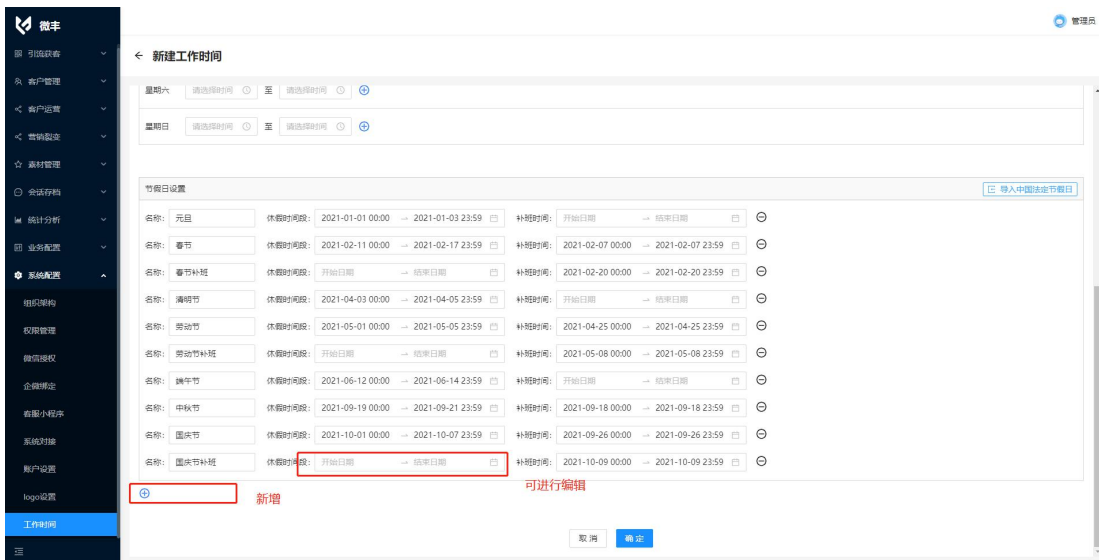 微丰
管理员
引流获客
客户管理
客户运营
营销裂变
素材管理
会话存档
统计分析
业务配置
系统配置
组织架构
权限管理
微信授权
企微绑定
客服小程序
系统对接
账户设置
logo设置
工作时间
← 新建工作时间
星期六 请选择时间 至 请选择时间
星期日 请选择时间 至 请选择时间
节假日设置 导入中国法定节假日
名称: 元旦 休假时间段: 2021-01-01 00:00 → 2021-01-03 23:59 补班时间: 开始日期 → 结束日期
名称: 春节 休假时间段: 2021-02-11 00:00 → 2021-02-17 23:59 补班时间: 2021-02-07 00:00 → 2021-02-07 23:59
名称: 春节补班 休假时间段: 开始日期 → 结束日期 补班时间: 2021-02-20 00:00 → 2021-02-20 23:59
名称: 清明节 休假时间段: 2021-04-03 00:00 → 2021-04-05 23:59 补班时间: 开始日期 → 结束日期
名称: 劳动节 休假时间段: 2021-05-01 00:00 → 2021-05-05 23:59 补班时间: 2021-04-25 00:00 → 2021-04-25 23:59
名称: 劳动节补班 休假时间段: 开始日期 → 结束日期 补班时间: 2021-05-08 00:00 → 2021-05-08 23:59
名称: 端午节 休假时间段: 2021-06-12 00:00 → 2021-06-14 23:59 补班时间: 开始日期 → 结束日期
名称: 中秋节 休假时间段: 2021-09-19 00:00 → 2021-09-21 23:59 补班时间: 2021-09-18 00:00 → 2021-09-18 23:59
名称: 国庆节 休假时间段: 2021-10-01 00:00 → 2021-10-07 23:59 补班时间: 2021-09-26 00:00 → 2021-09-26 23:59
名称: 国庆节补班 休假时间段: 开始日期 → 结束日期 补班时间: 2021-10-09 00:00 → 2021-10-09 23:59
可进行编辑
新增
取消 确定